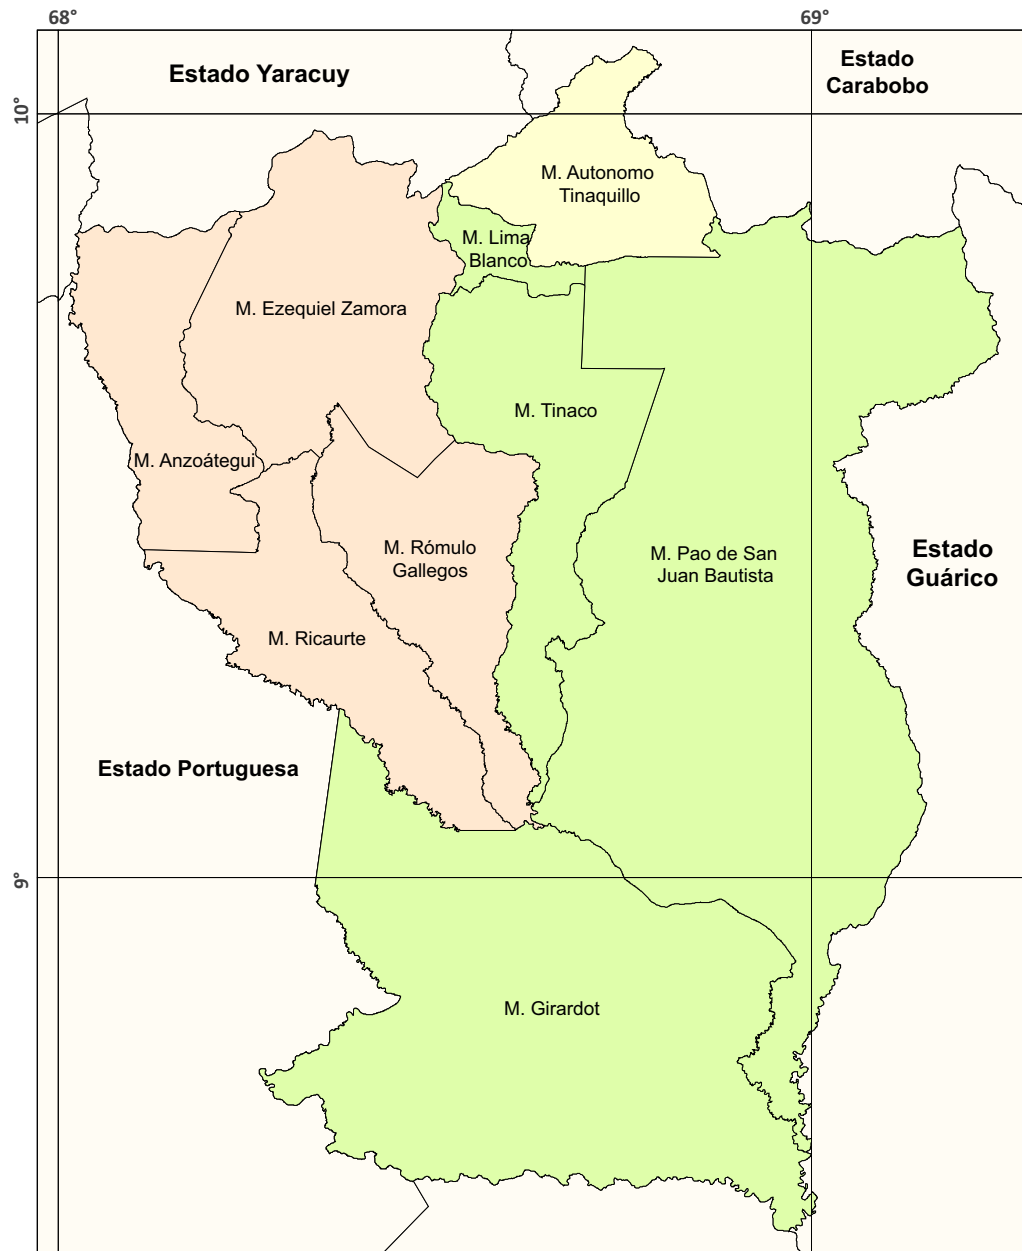 68°
69°
Estado Yaracuy
Estado
Carabobo
10°
M. Autonomo
Tinaquillo
M. Lima
Blanco
M. Ezequiel Zamora
M. Tinaco
M. Anzoátegui
M. Rómulo
Gallegos
M. Pao de San
Juan Bautista
Estado
Guárico
M. Ricaurte
Estado Portuguesa
9°
M. Girardot